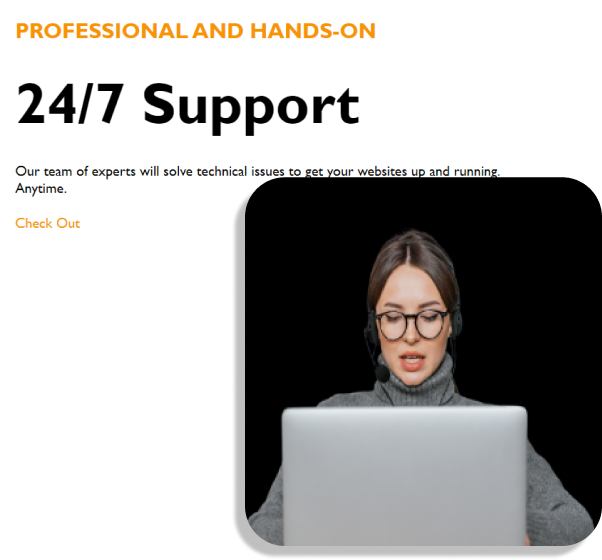 PROFESSIONAL AND HANDS-ON
24/7 Support
Our team of experts will solve technical issues to get your websites up and running.
Anytime.
Check Out